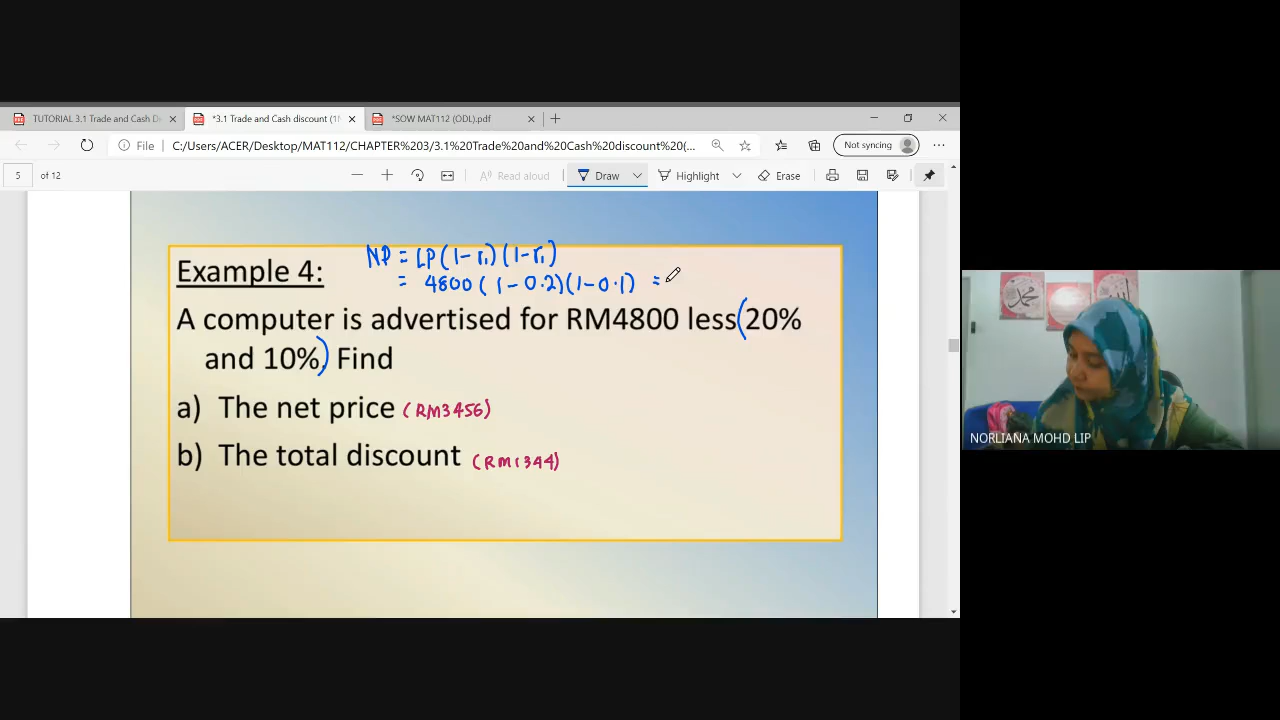 TUTORIAL 3.1 Trade and Cash D
*3.1 Trade and Cash discount (1)
*SOW MAT112 (ODL).pdf
File
C:/Users/ACER/Desktop/MAT112/CHAPTER%203/3.1%20Trade%20and%20Cash%20discount%20(...
Not syncing
5 of 12
Read aloud
Draw
Highlight
Erase
NP = LP(1-r₁)(1-r₁)
= 4800(1-0.2)(1-0.1) =
Example 4:
A computer is advertised for RM4800 less (20%
and 10%) Find
a) The net price (RM3456)
b) The total discount (RM1344)
NORLIANA MOHD LIP